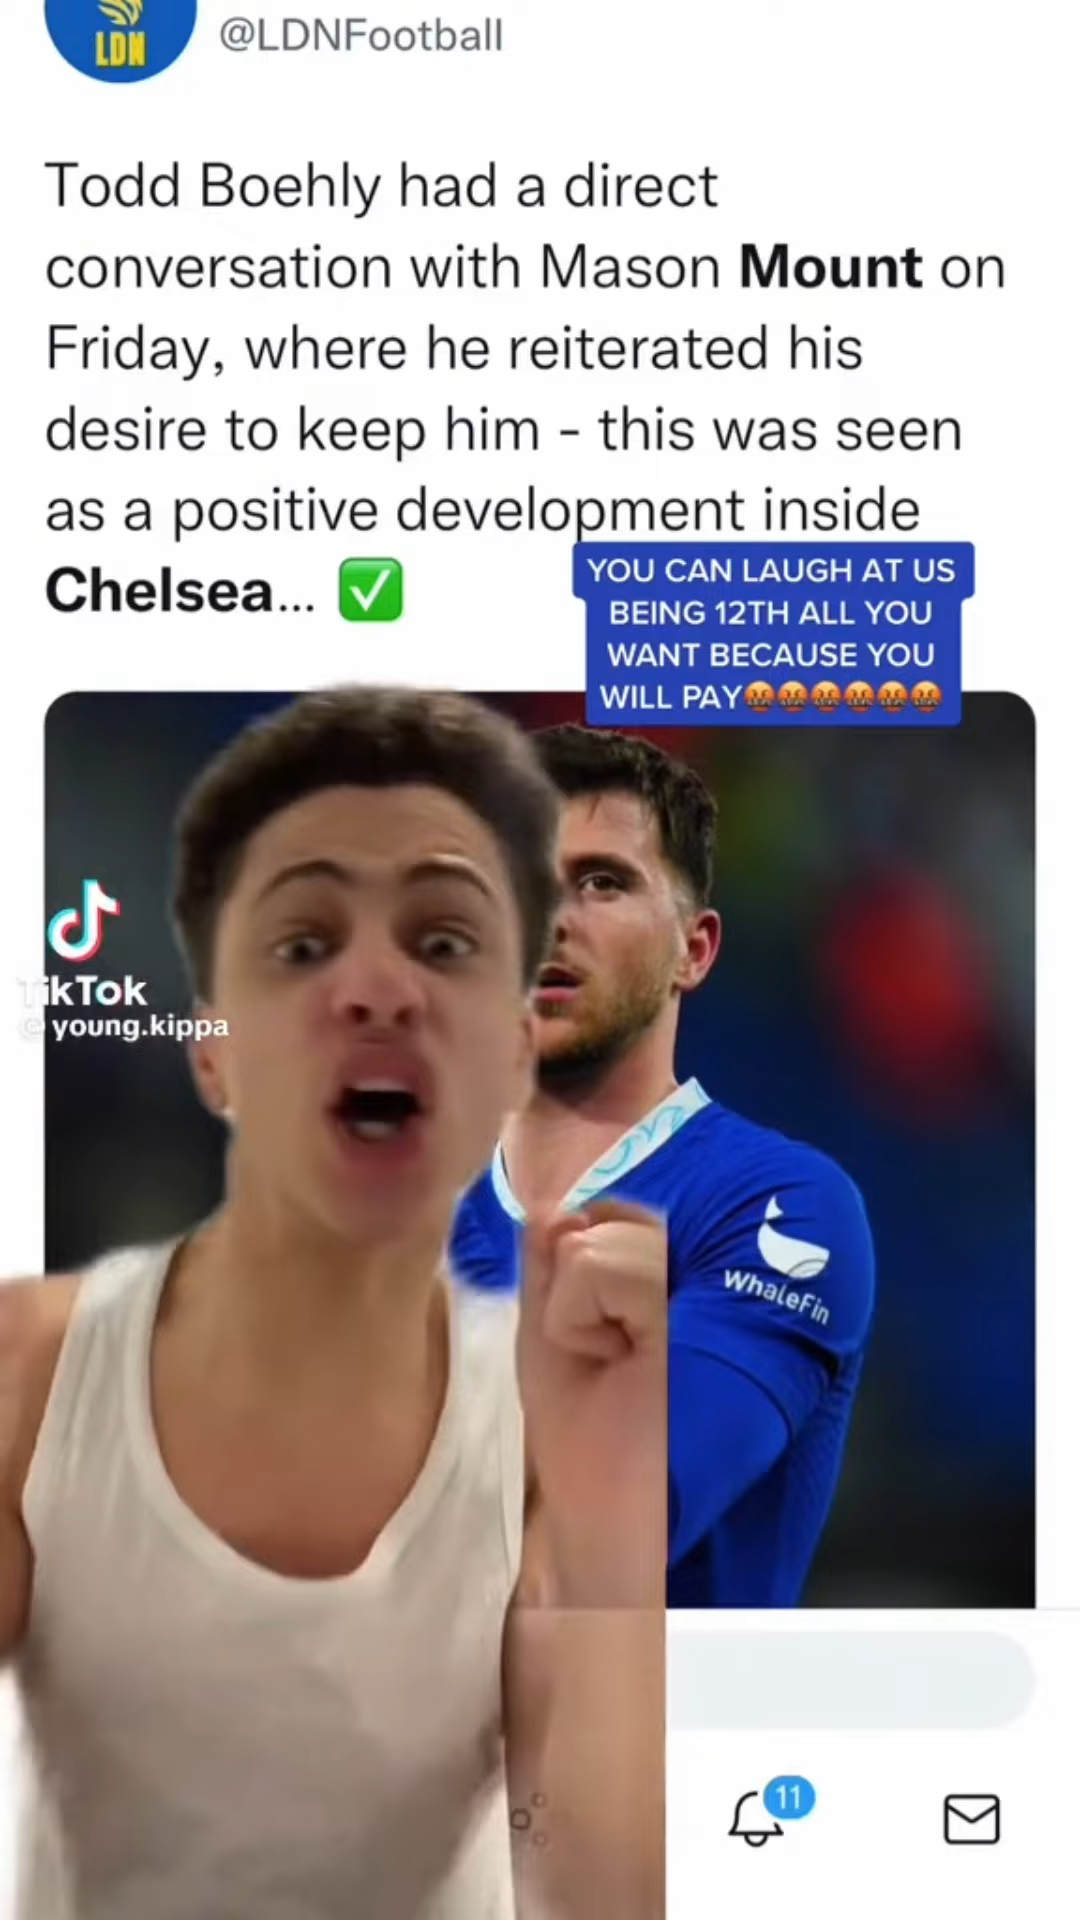 LDN
@LDNFootball
Todd Boehly had a direct
conversation with Mason Mount on
Friday, where he reiterated his
desire to keep him - this was seen
as a positive development inside
Chelsea... ✅
YOU CAN LAUGH AT US
BEING 12TH ALL YOU
WANT BECAUSE YOU
WILL PAY🤬🤬🤬🤬🤬🤬
TikTok
@ young.kippa
WhaleFin
11